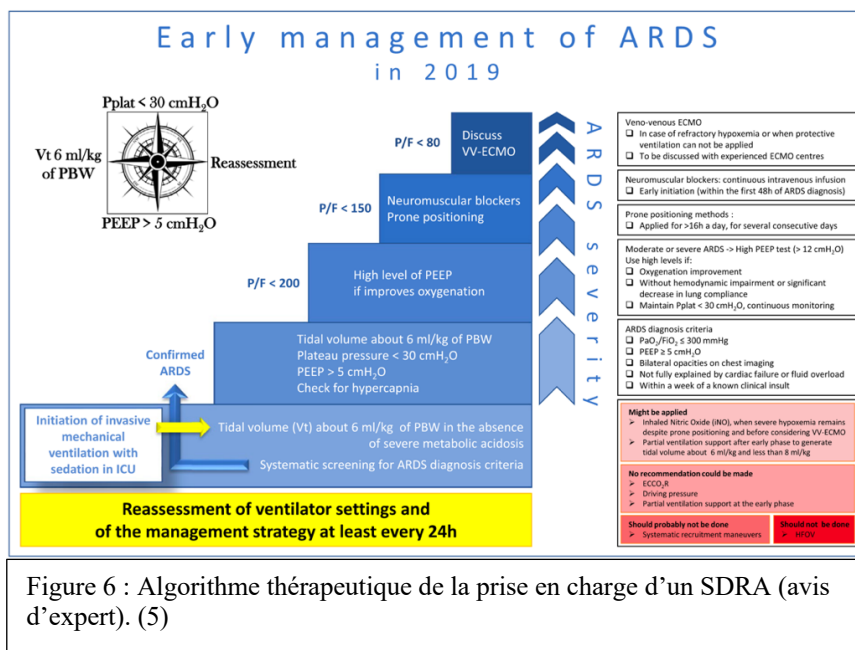 Early management of ARDS
in 2019
Pplat < 30 cmH₂O
Vt 6 ml/kg
of PBW
Reassessment
PEEP > 5 cmH₂O
P/F < 80
Discuss
VV-ECMO
P/F < 150
Neuromuscular blockers
Prone positioning
P/F < 200
High level of PEEP
if improves oxygenation
Confirmed
ARDS
Tidal volume about 6 ml/kg of PBW
Plateau pressure < 30 cmH₂O
PEEP > 5 cmH₂O
Check for hypercapnia
Initiation of invasive
mechanical
ventilation with
sedation in ICU
Tidal volume (Vt) about 6 ml/kg of PBW in the absence
of severe metabolic acidosis
Systematic screening for ARDS diagnosis criteria
Reassessment of ventilator settings and
of the management strategy at least every 24h
ARDS severity
Veno-venous ECMO
❑ In case of refractory hypoxemia or when protective
ventilation can not be applied
❑ To be discussed with experienced ECMO centres
Neuromuscular blockers: continuous intravenous infusion
❑ Early initiation (within the first 48h of ARDS diagnosis)
Prone positioning methods :
❑ Applied for >16h a day, for several consecutive days
Moderate or severe ARDS -> High PEEP test (> 12 cmH₂O)
Use high levels if:
❑ Oxygenation improvement
❑ Without hemodynamic impairment or significant
decrease in lung compliance
❑ Maintain Pplat < 30 cmH₂O, continuous monitoring
ARDS diagnosis criteria
❑ PaO₂/FiO₂ ≤ 300 mmHg
❑ PEEP ≥ 5 cmH₂O
❑ Bilateral opacities on chest imaging
❑ Not fully explained by cardiac failure or fluid overload
❑ Within a week of a known clinical insult
Might be applied
➢ Inhaled Nitric Oxide (iNO), when severe hypoxemia remains
despite prone positioning and before considering VV-ECMO
➢ Partial ventilation support after early phase to generate
tidal volume about 6 ml/kg and less than 8 ml/kg
No recommendation could be made
➢ ECCO₂R
➢ Driving pressure
➢ Partial ventilation support at the early phase
Should probably not be done
➢ Systematic recruitment maneuvers
Should not be done
➢ HFOV
Figure 6 : Algorithme thérapeutique de la prise en charge d’un SDRA (avis
d’expert). (5)